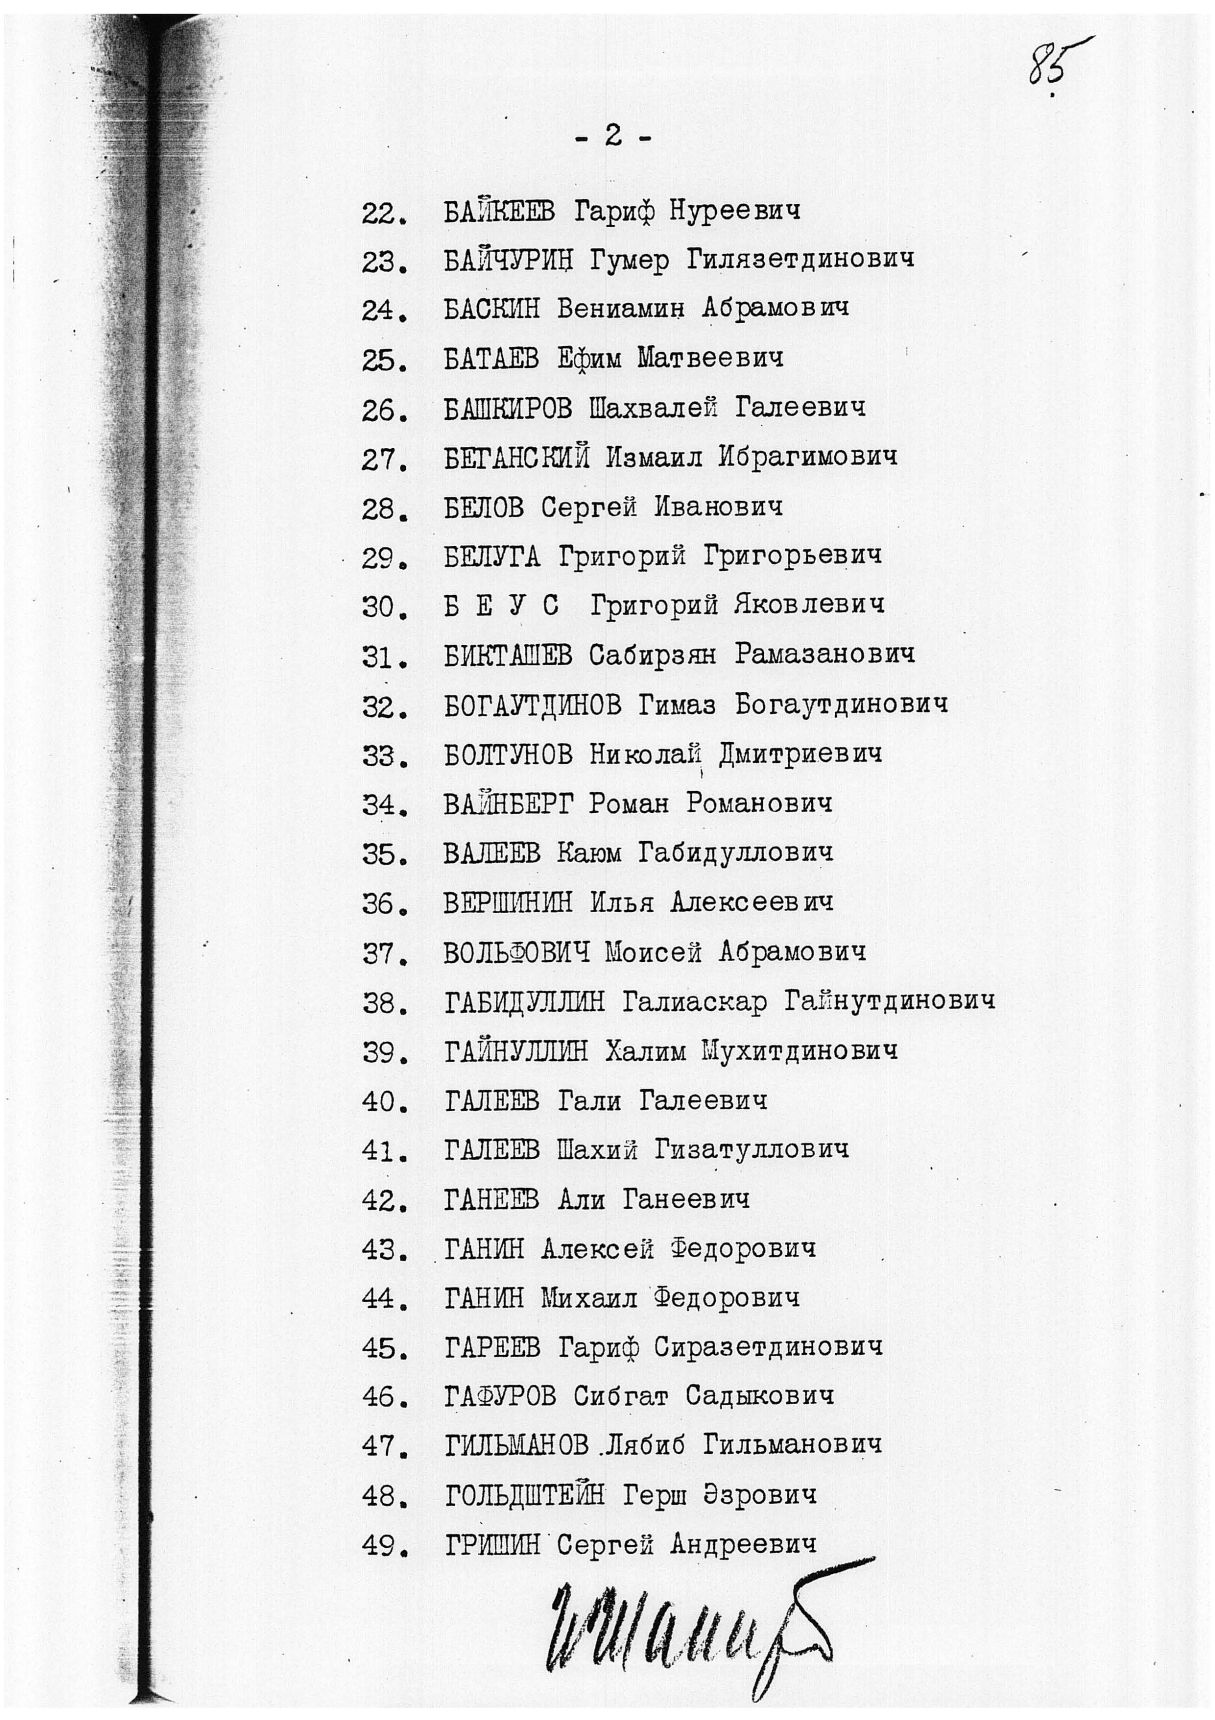 85
- 2 -
22. БАЙКЕЕВ Гариф Нуреевич
23. БАЙЧУРИН Гумер Гилязетдинович
24. БАСКИН Вениамин Абрамович
25. БАТАЕВ Ефим Матвеевич
26. БАШКИРОВ Шахвалей Галеевич
27. БЕГАНСКИЙ Измаил Ибрагимович
28. БЕЛОВ Сергей Иванович
29. БЕЛУГА Григорий Григорьевич
30. Б Е У С Григорий Яковлевич
31. БИКТАШЕВ Сабирзян Рамазанович
32. БОГАУТДИНОВ Гимаз Богаутдинович
33. БОЛТУНОВ Николай Дмитриевич
34. ВАЙНБЕРГ Роман Романович
35. ВАЛЕЕВ Каюм Габидуллович
36. ВЕРШИНИН Илья Алексеевич
37. ВОЛЬФОВИЧ Моисей Абрамович
38. ГАБИДУЛЛИН Галиаскар Гайнутдинович
39. ГАЙНУЛЛИН Халим Мухитдинович
40. ГАЛЕЕВ Гали Галеевич
41. ГАЛЕЕВ Шахий Гизатуллович
42. ГАНЕЕВ Али Ганеевич
43. ГАНИН Алексей Федорович
44. ГАНИН Михаил Федорович
45. ГАРЕЕВ Гариф Сиразетдинович
46. ГАФУРОВ Сибгат Садыкович
47. ГИЛЬМАНОВ Лябиб Гильманович
48. ГОЛЬДШТЕЙН Герш Эзрович
49. ГРИШИН Сергей Андреевич